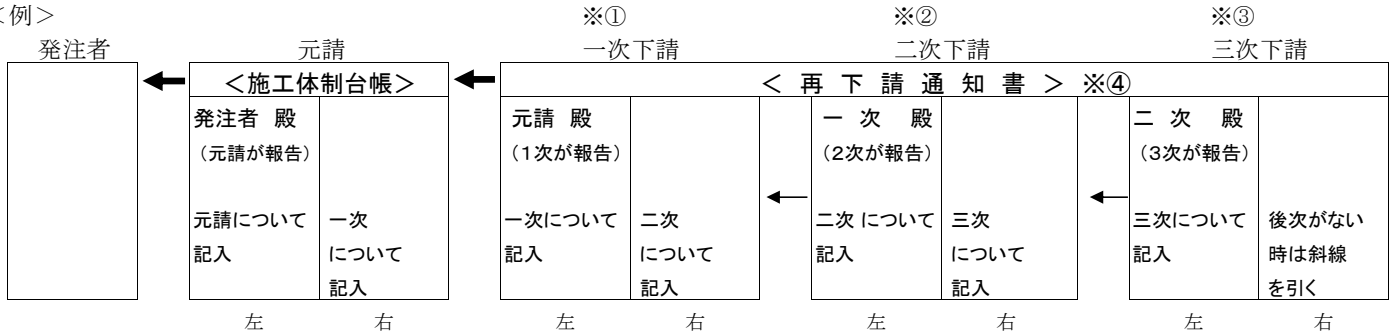 <例>
※① ※② ※③
発注者 元請 一次下請 二次下請 三次下請
<施工体制台帳> < 再 下 請 通 知 書 > ※④
発注者 殿 元請 殿 一 次 殿 二 次 殿
(元請が報告) (1次が報告) (2次が報告) (3次が報告)
元請について 一次 一次について 二次 二次 について 三次 三次について 後次がない
記入 について 記入 について 記入 について 記入 時は斜線
記入 記入 記入 を引く
左 右 左 右 左 右 左 右